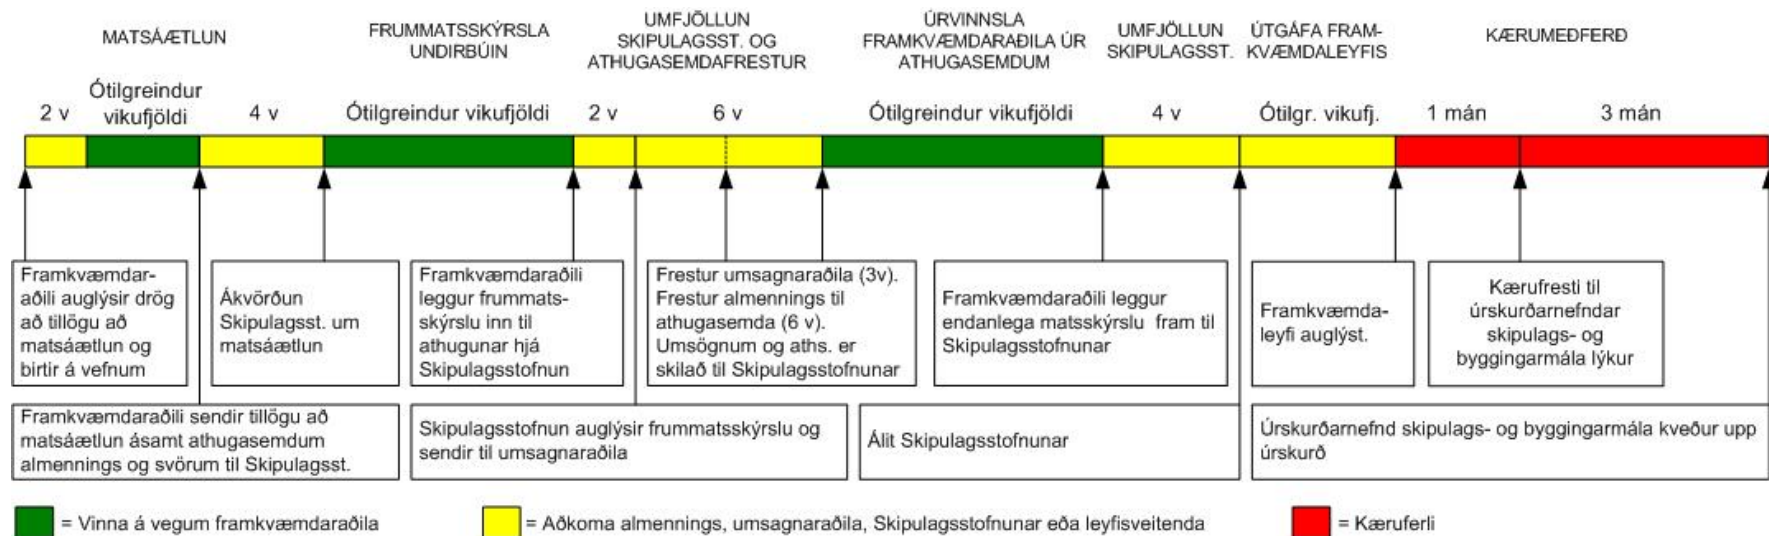 MATSÁÆTLUN
FRUMMATSSKÝRSLA
UNDIRBÚIN
UMFJÖLLUN
SKIPULAGSST. OG
ATHUGASEMDAFRESTUR
ÚRVINNSLA
FRAMKVÆMDARAÐILA ÚR
ATHUGASEMDUM
UMFJÖLLUN
SKIPULAGSST.
ÚTGÁFA FRAM-
KVÆMDALEYFIS
KÆRUMEÐFERÐ
2 v
Ótilgreindur
vikufjöldi
4 v
Ótilgreindur vikufjöldi
2 v
6 v
Ótilgreindur vikufjöldi
4 v
Ótilgr. vikufj.
1 mán
3 mán
Framkvæmdar-
aðili auglýsir drög
að tillögu að
matsáætlun og
birtir á vefnum
Ákvörðun
Skipulagsst. um
matsáætlun
Framkvæmdaraðili
leggur frummats-
skýrslu inn til
athugunar hjá
Skipulagsstofnun
Frestur umsagnaraðila (3v).
Frestur almennings til
athugasemda (6 v).
Umsögnum og aths. er
skilað til Skipulagsstofnunar
Framkvæmdaraðili leggur
endanlega matsskýrslu fram til
Skipulagsstofnunar
Framkvæmda-
leyfi auglýst.
Kærufresti til
úrskurðarnefndar
skipulags- og
byggingarmála lýkur
Framkvæmdaraðili sendir tillögu að
matsáætlun ásamt athugasemdum
almennings og svörum til Skipulagsst.
Skipulagsstofnun auglýsir frummatsskýrslu og
sendir til umsagnaraðila
Álit Skipulagsstofnunar
Úrskurðarnefnd skipulags- og byggingarmála kveður upp
úrskurð
= Vinna á vegum framkvæmdaraðila
= Aðkoma almennings, umsagnaraðila, Skipulagsstofnunar eða leyfisveitenda
= Kæruferli